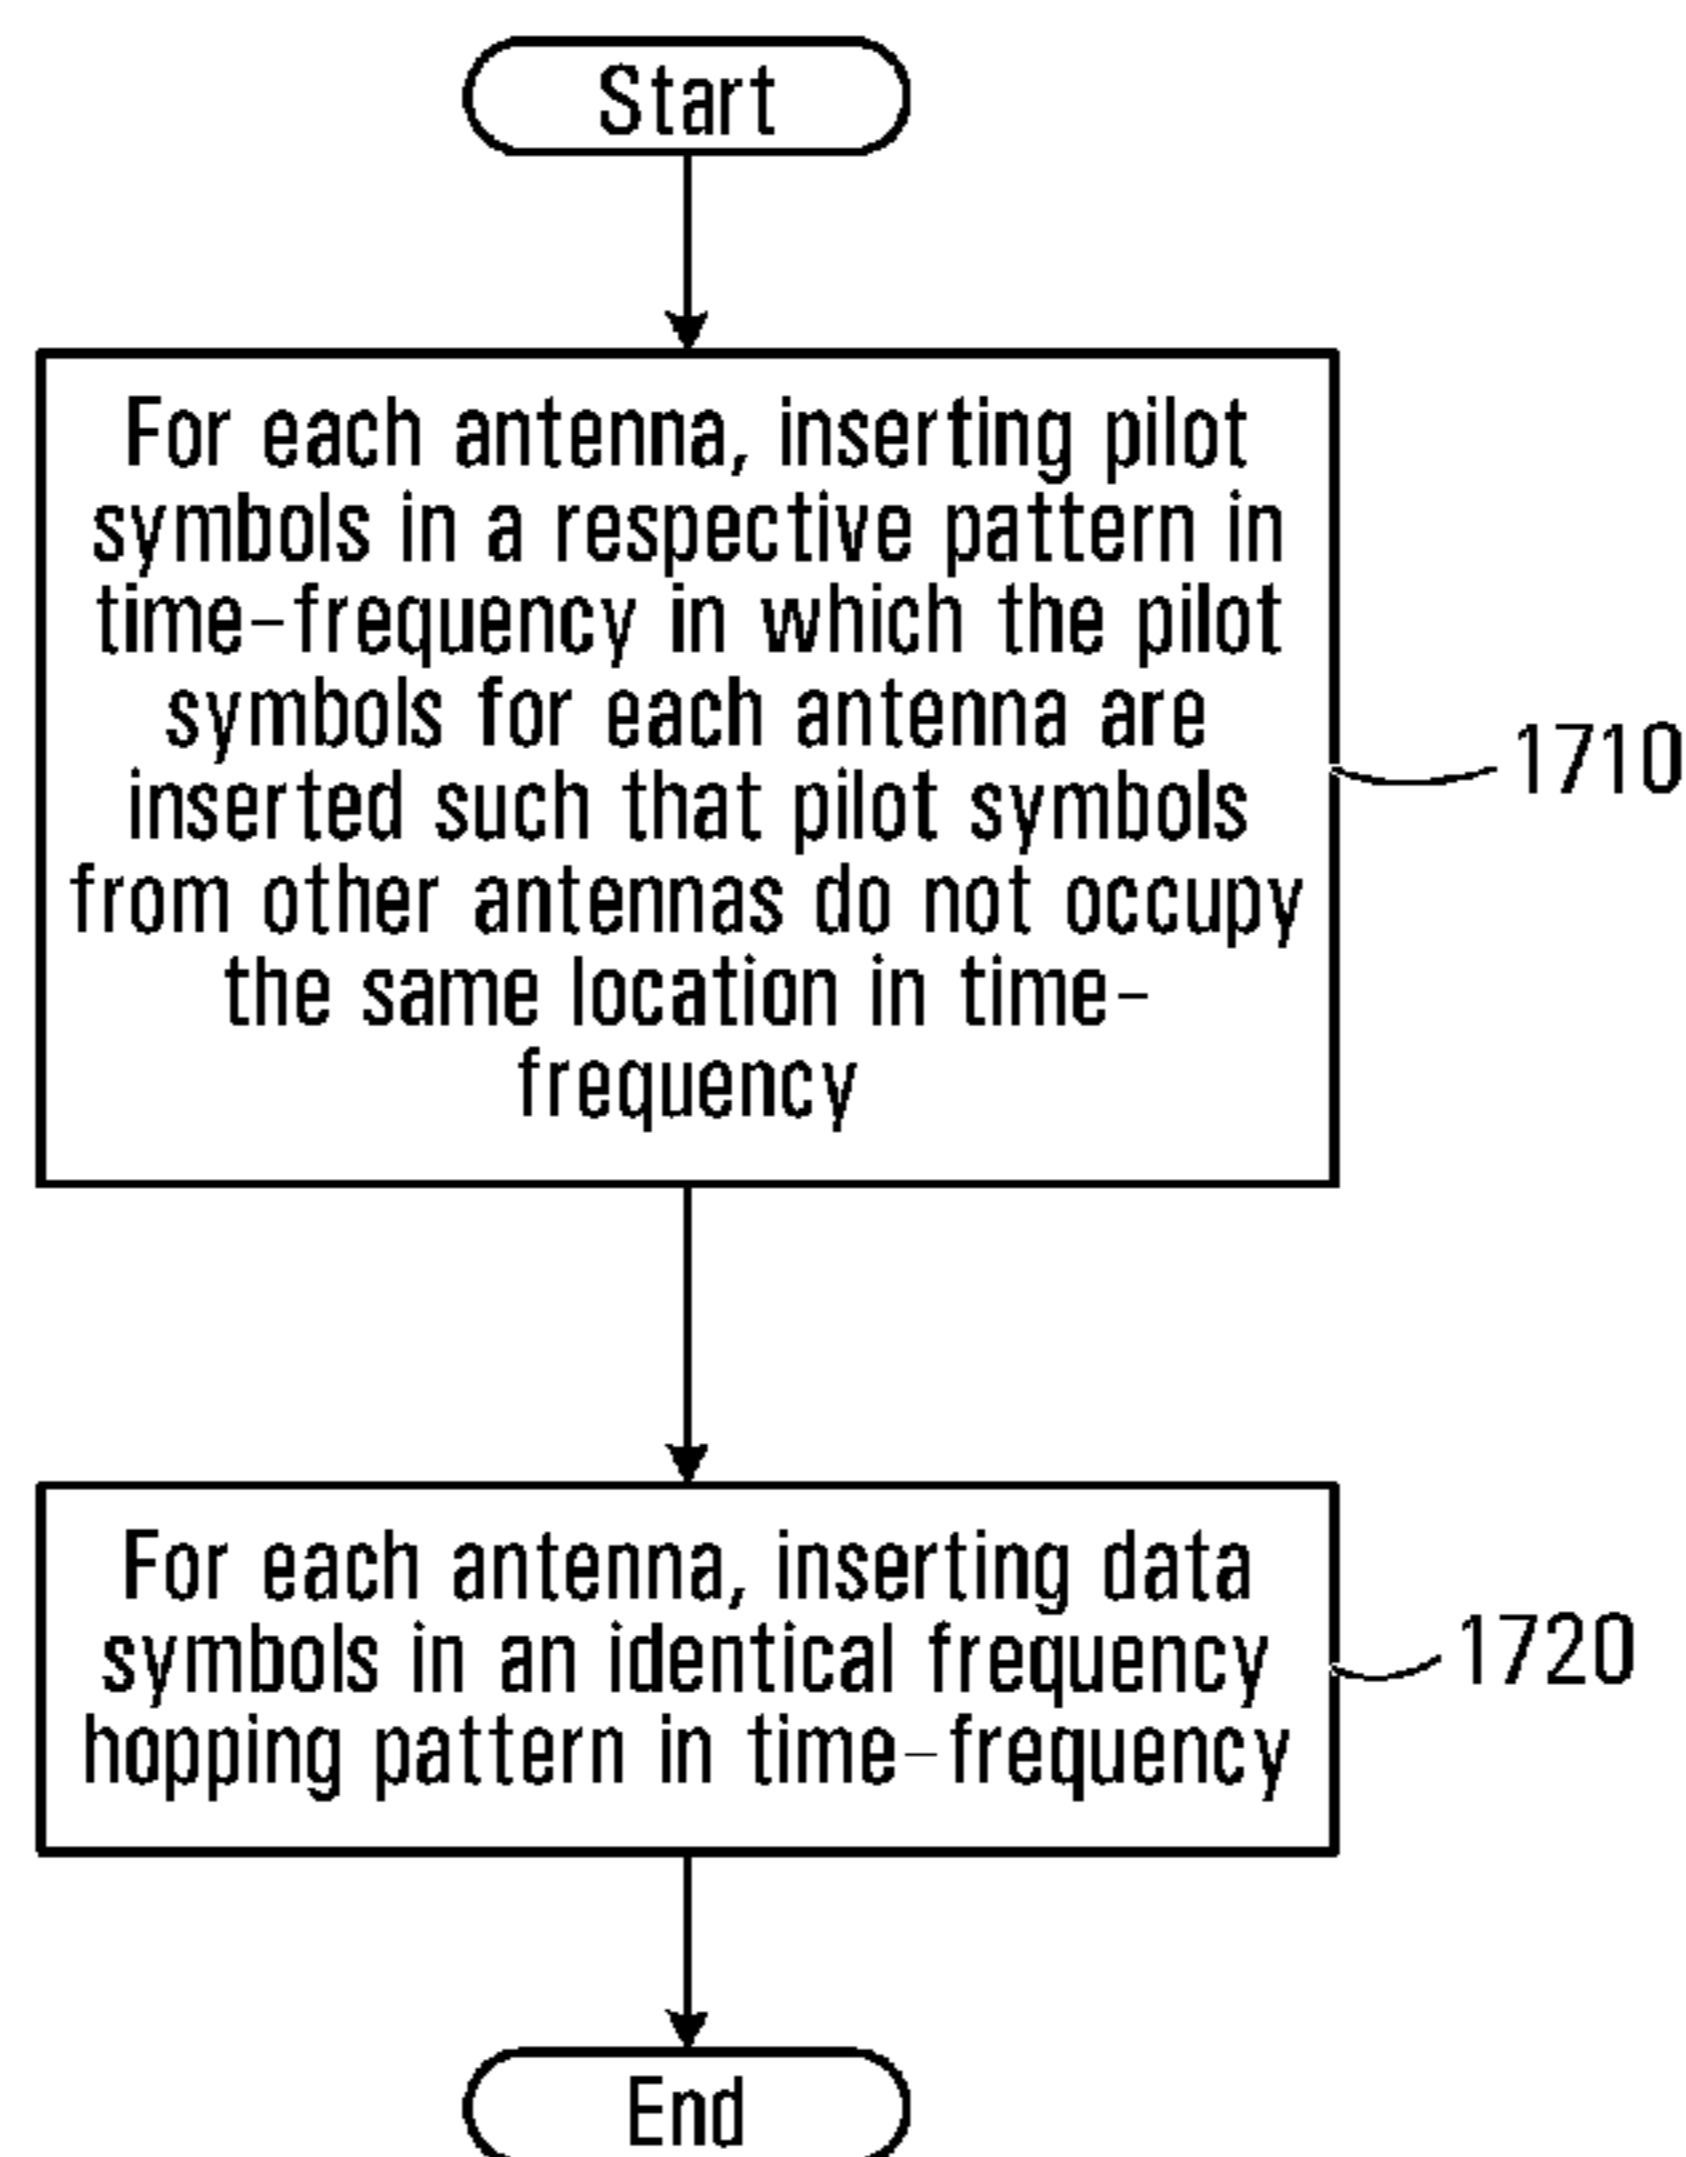 Start
For each antenna, inserting pilot
symbols in a respective pattern in
time-frequency in which the pilot
symbols for each antenna are
inserted such that pilot symbols
from other antennas do not occupy
the same location in time-
frequency
1710
For each antenna, inserting data
symbols in an identical frequency
hopping pattern in time-frequency
1720
End